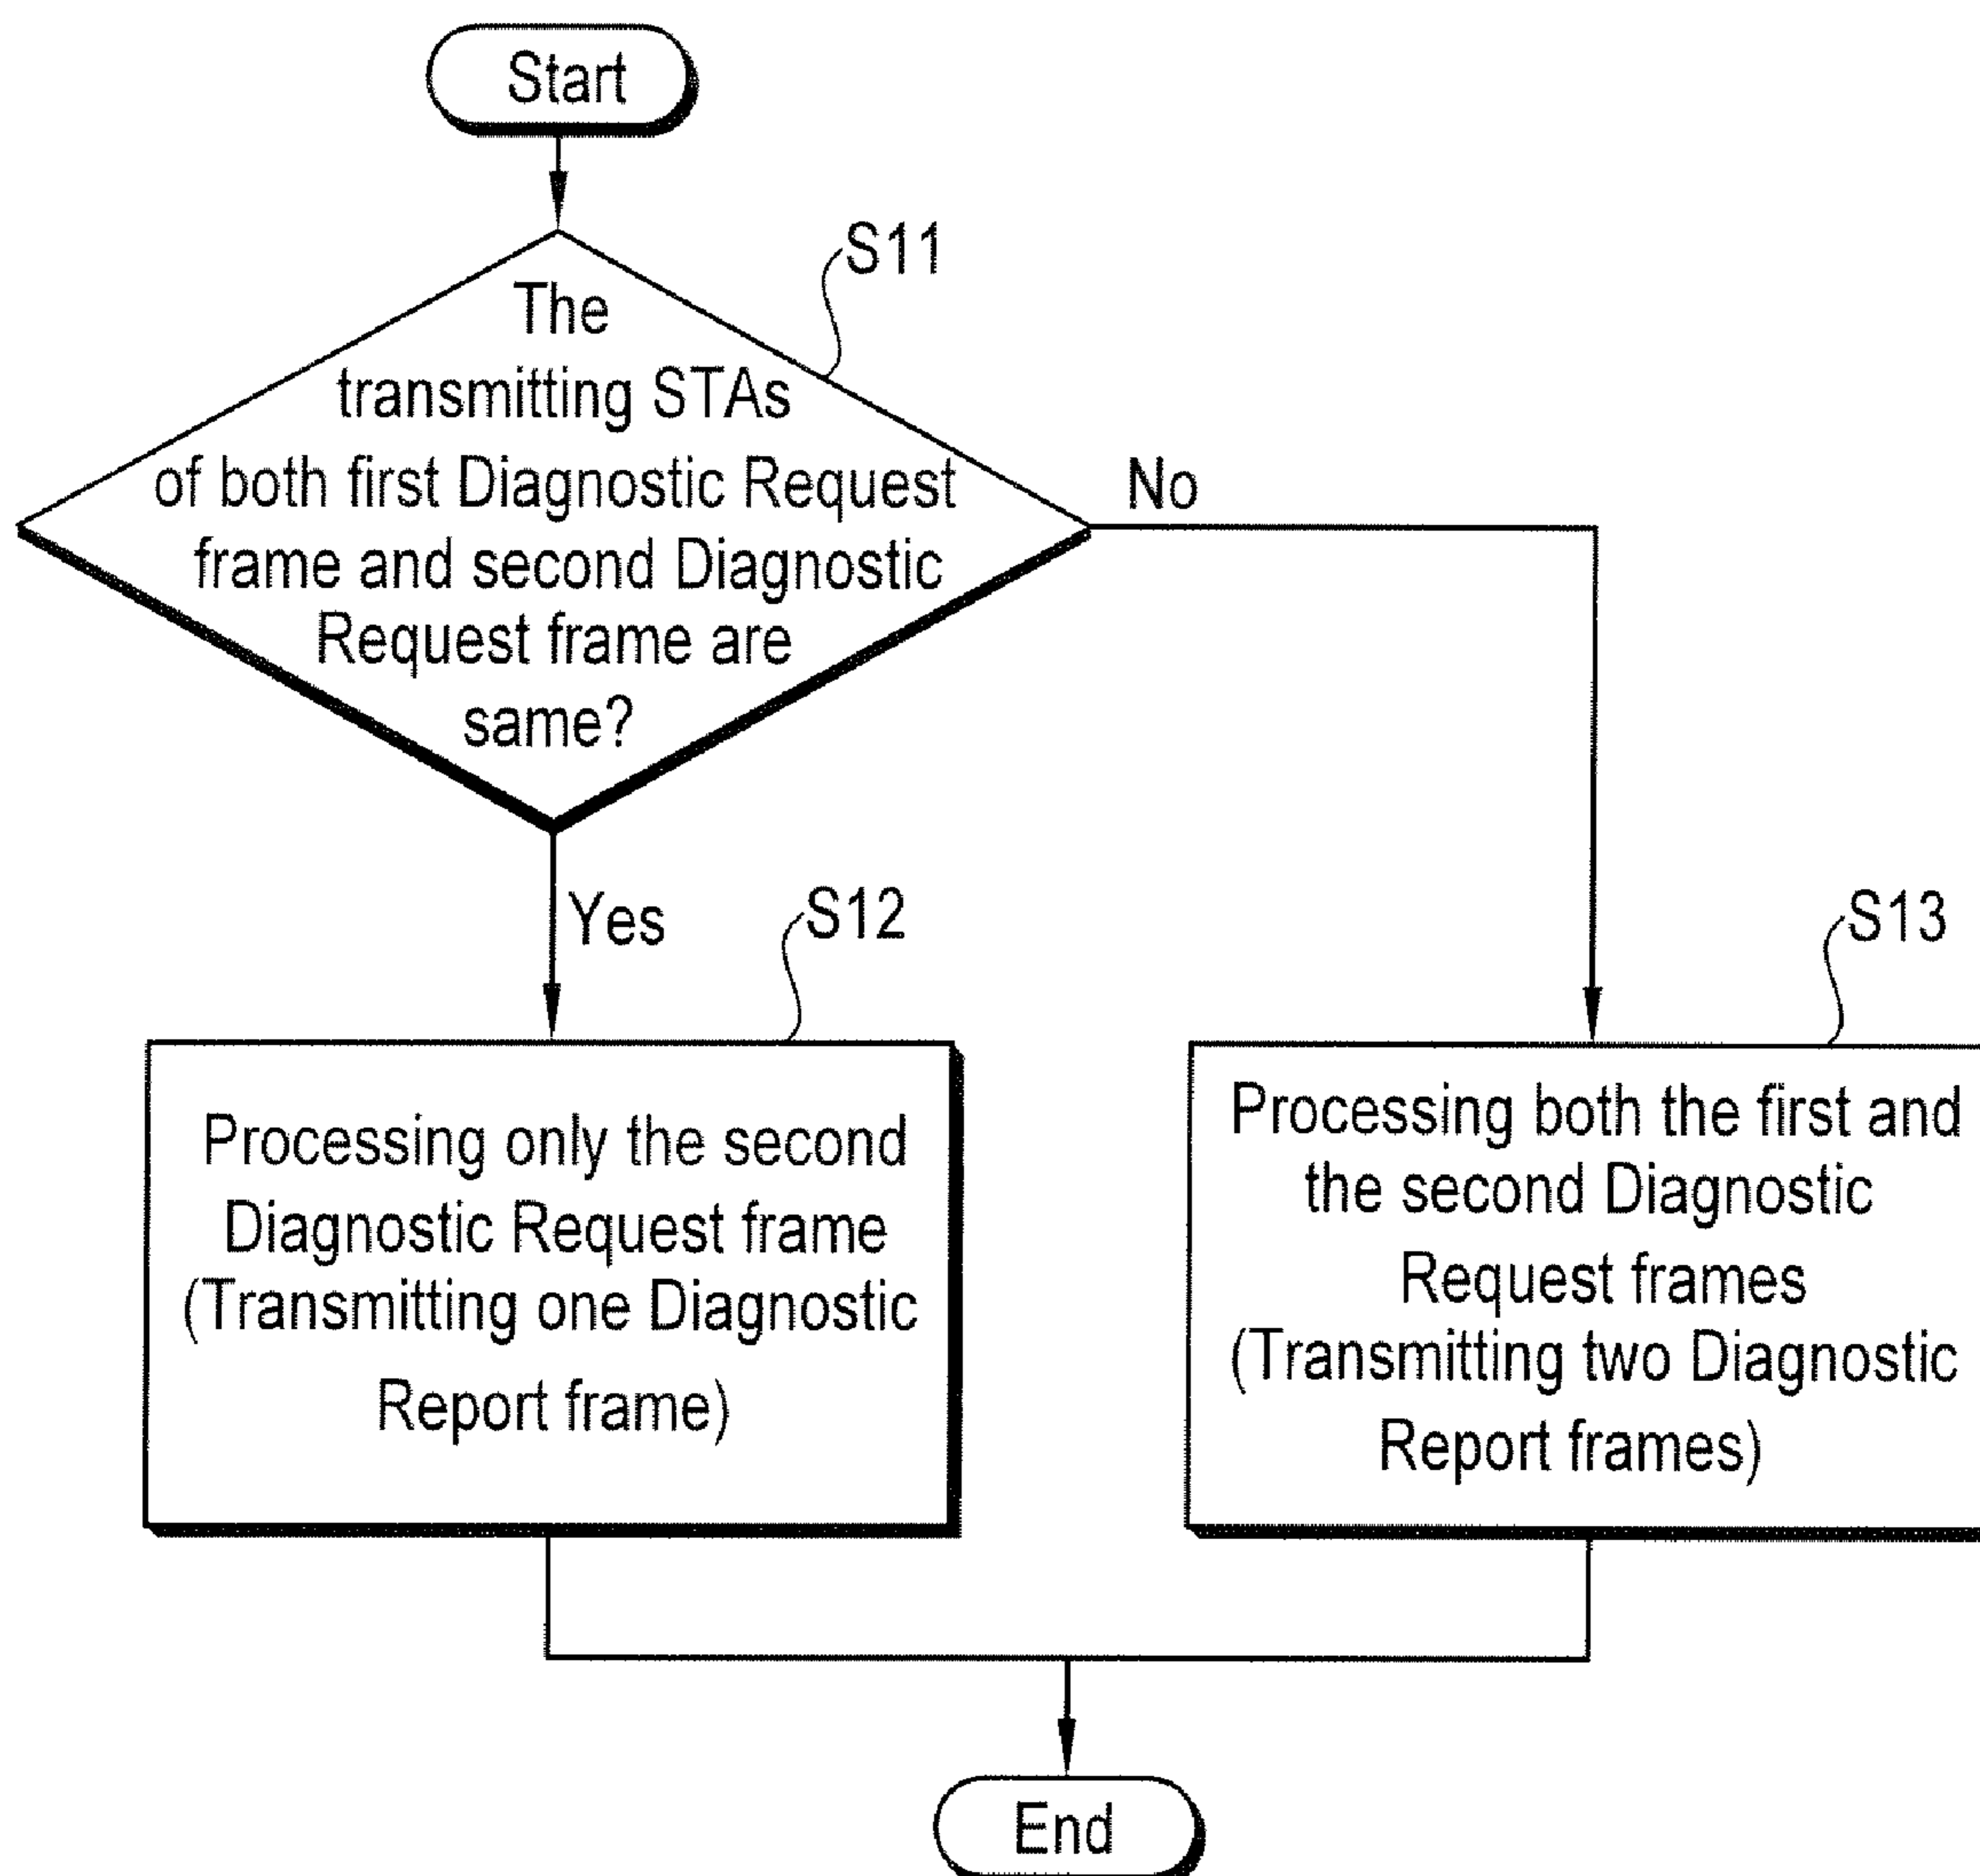 Start
S11
The
transmitting STAs
of both first Diagnostic Request
frame and second Diagnostic
Request frame are
same?
No
Yes
S12
Processing only the second
Diagnostic Request frame
(Transmitting one Diagnostic
Report frame)
S13
Processing both the first and
the second Diagnostic
Request frames
(Transmitting two Diagnostic
Report frames)
End